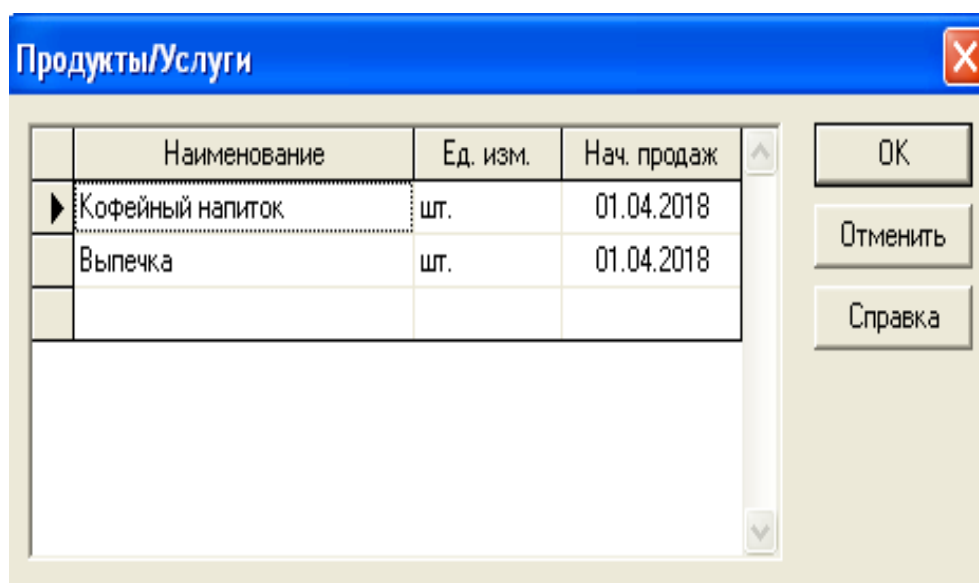 Продукты/Услуги
Наименование Ед. изм. Нач. продаж OK
Кофейный напиток шт. 01.04.2018
Отменить
Выпечка шт. 01.04.2018
Справка